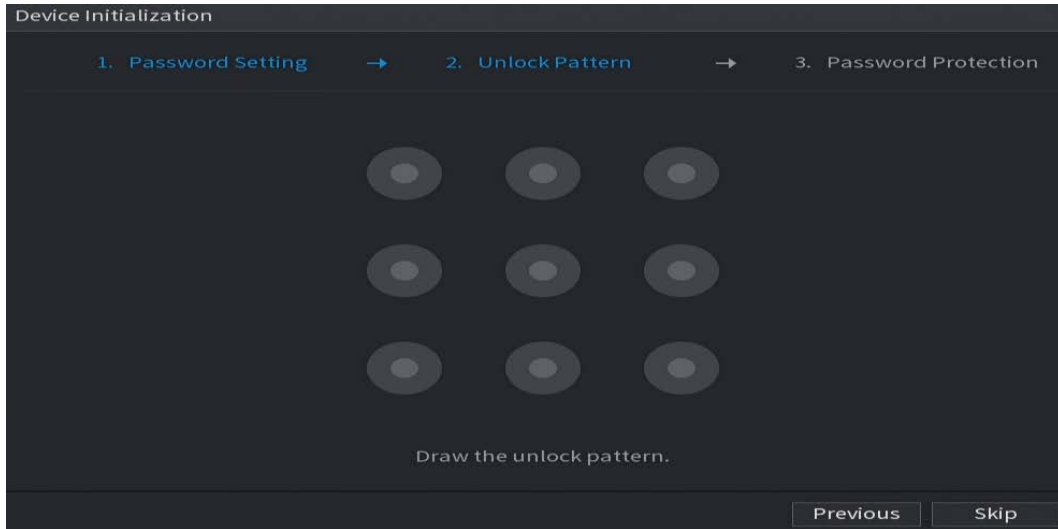 Device Initialization
1. Password Setting → 2. Unlock Pattern → 3. Password Protection
Draw the unlock pattern.
Previous Skip